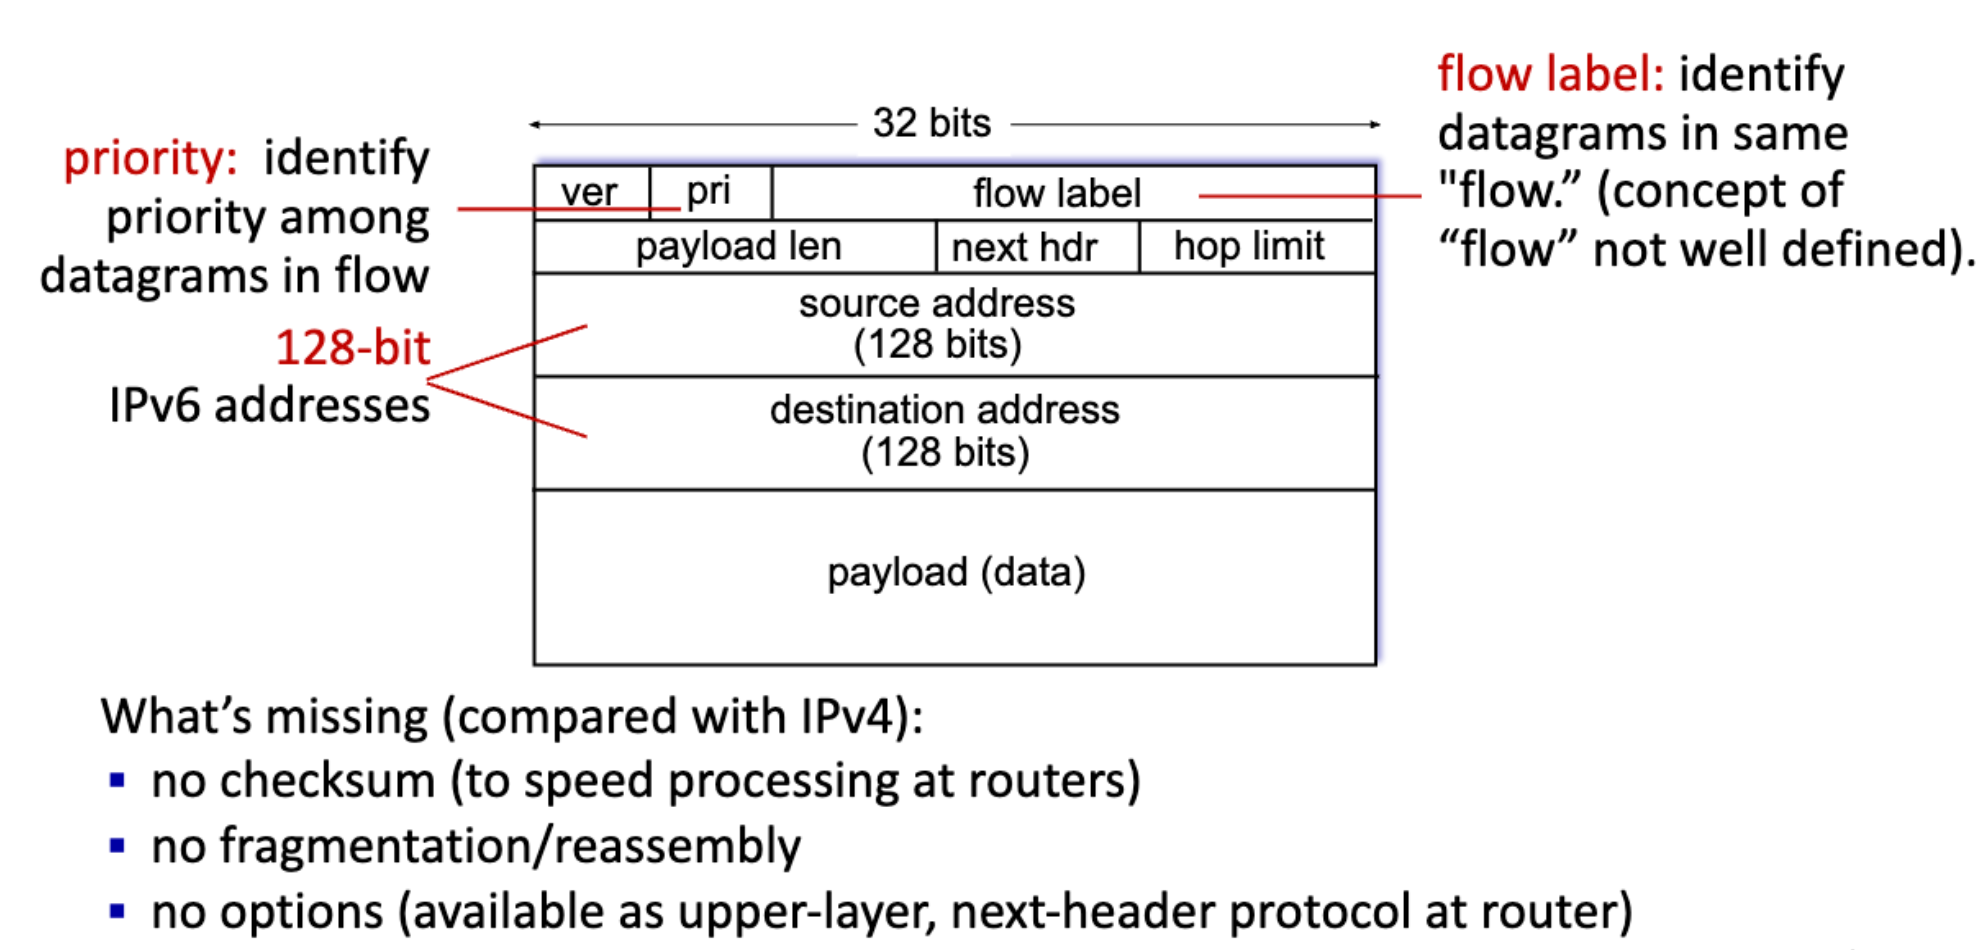 32 bits
priority: identify
priority among
datagrams in flow
128-bit
IPv6 addresses
ver pri flow label
payload len next hdr hop limit
source address
(128 bits)
destination address
(128 bits)
payload (data)
flow label: identify
datagrams in same
"flow.” (concept of
“flow” not well defined).
What’s missing (compared with IPv4):
▪ no checksum (to speed processing at routers)
▪ no fragmentation/reassembly
▪ no options (available as upper-layer, next-header protocol at router)